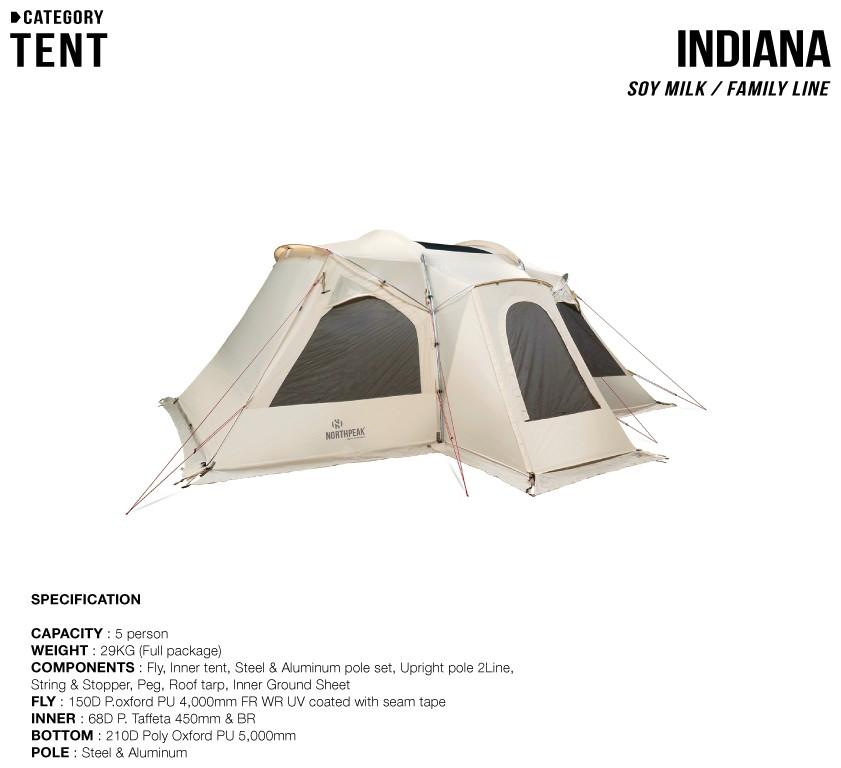 CATEGORY
TENT
INDIANA
SOY MILK / FAMILY LINE
NORTHPEAK
SPECIFICATION
CAPACITY : 5 person
WEIGHT : 29KG (Full package)
COMPONENTS : Fly, Inner tent, Steel & Aluminum pole set, Upright pole 2Line,
String & Stopper, Peg, Roof tarp, Inner Ground Sheet
FLY : 150D P.oxford PU 4,000mm FR WR UV coated with seam tape
INNER : 68D P. Taffeta 450mm & BR
BOTTOM : 210D Poly Oxford PU 5,000mm
POLE : Steel & Aluminum